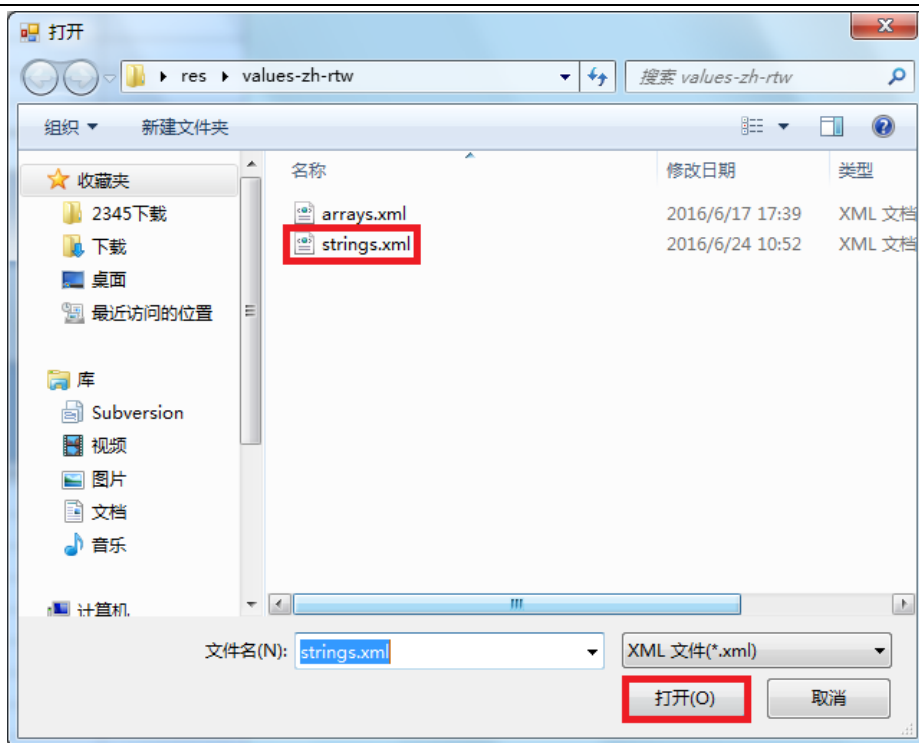 打开
res values-zh-rtw
搜索 values-zh-rtw
组织 新建文件夹
名称 修改日期 类型
收藏夹
2345下载
下载
桌面
最近访问的位置
库
Subversion
视频
图片
文档
音乐
计算机
arrays.xml 2016/6/17 17:39 XML 文档
strings.xml 2016/6/24 10:52 XML 文档
文件名(N): strings.xml XML 文件(*.xml)
打开(O) 取消